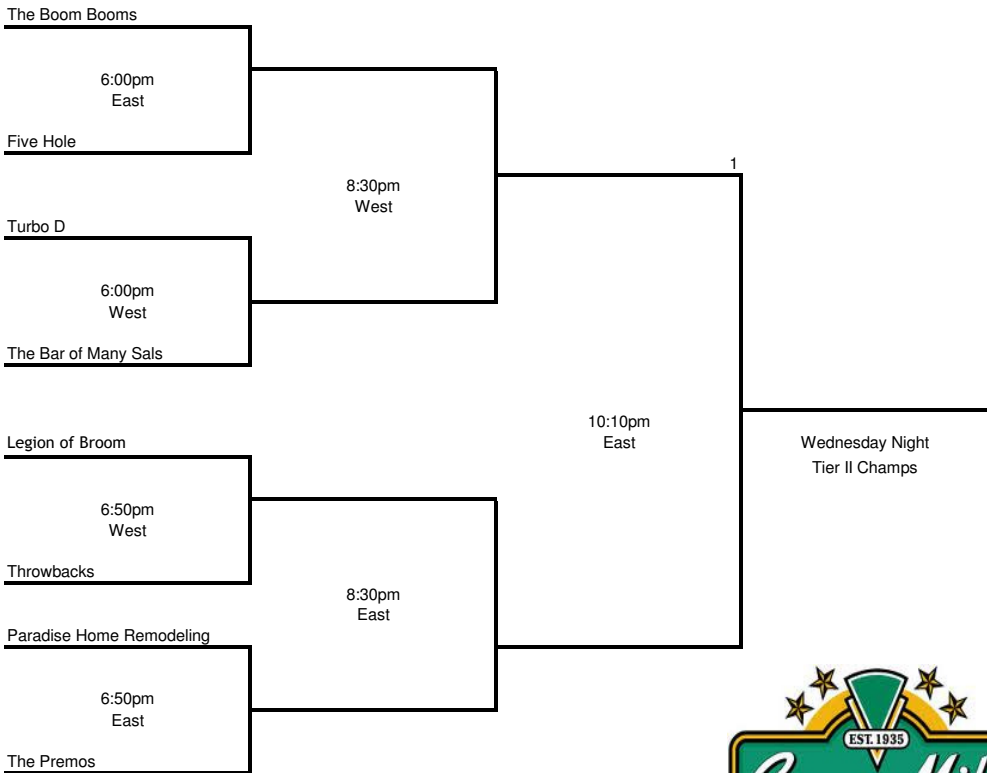 The Boom Booms
6:00pm
East
Five Hole
1
8:30pm
West
Turbo D
6:00pm
West
The Bar of Many Sals
10:10pm
East
Wednesday Night
Tier II Champs
Legion of Broom
6:50pm
West
Throwbacks
8:30pm
East
Paradise Home Remodeling
6:50pm
East
The Premos
EST. 1935